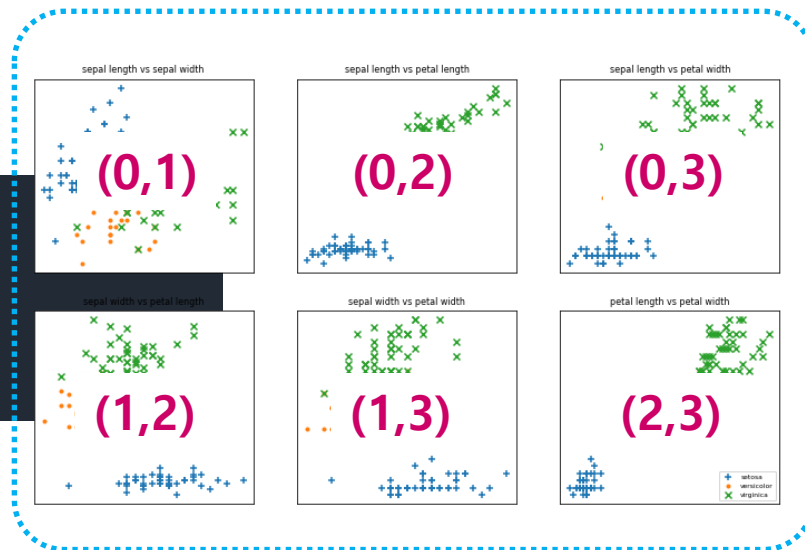 sepal length vs sepal width
sepal length vs petal length
sepal length vs petal width
(0,1)
(0,2)
(0,3)
sepal width vs petal length
sepal width vs petal width
petal length vs petal width
(1,2)
(1,3)
(2,3)
setosa
versicolor
virginica